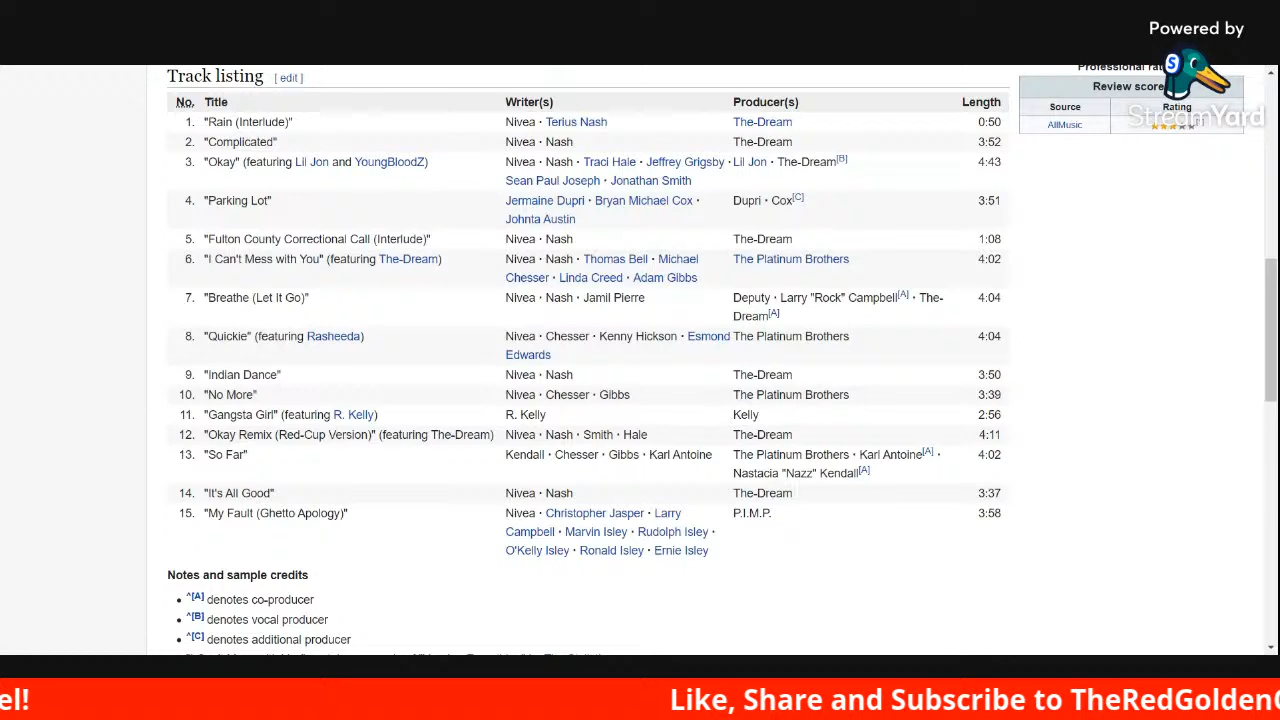 Powered by
StreamYard
Track listing [ edit ]
Professional rat
Review score
Source Rating
AllMusic
No. Title Writer(s) Producer(s) Length
1. "Rain (Interlude)" Nivea · Terius Nash The-Dream 0:50
2. "Complicated" Nivea · Nash The-Dream 3:52
3. "Okay" (featuring Lil Jon and YoungBloodZ) Nivea · Nash · Traci Hale · Jeffrey Grigsby · Lil Jon · The-Dream[B] 4:43
Sean Paul Joseph · Jonathan Smith
4. "Parking Lot" Jermaine Dupri · Bryan Michael Cox · Dupri · Cox[C] 3:51
Johnta Austin
5. "Fulton County Correctional Call (Interlude)" Nivea · Nash The-Dream 1:08
6. "I Can't Mess with You" (featuring The-Dream) Nivea · Nash · Thomas Bell · Michael The Platinum Brothers 4:02
Chesser · Linda Creed · Adam Gibbs
7. "Breathe (Let It Go)" Nivea · Nash · Jamil Pierre Deputy · Larry "Rock" Campbell[A] · The- 4:04
Dream[A]
8. "Quickie" (featuring Rasheeda) Nivea · Chesser · Kenny Hickson · Esmond The Platinum Brothers 4:04
Edwards
9. "Indian Dance" Nivea · Nash The-Dream 3:50
10. "No More" Nivea · Chesser · Gibbs The Platinum Brothers 3:39
11. "Gangsta Girl" (featuring R. Kelly) R. Kelly Kelly 2:56
12. "Okay Remix (Red-Cup Version)" (featuring The-Dream) Nivea · Nash · Smith · Hale The-Dream 4:11
13. "So Far" Kendall · Chesser · Gibbs · Karl Antoine The Platinum Brothers · Karl Antoine[A] · 4:02
Nastacia "Nazz" Kendall[A]
14. "It's All Good" Nivea · Nash The-Dream 3:37
15. "My Fault (Ghetto Apology)" Nivea · Christopher Jasper · Larry P.I.M.P. 3:58
Campbell · Marvin Isley · Rudolph Isley ·
O'Kelly Isley · Ronald Isley · Ernie Isley
Notes and sample credits
• ^[A] denotes co-producer
• ^[B] denotes vocal producer
• ^[C] denotes additional producer
el! Like, Share and Subscribe to TheRedGolden